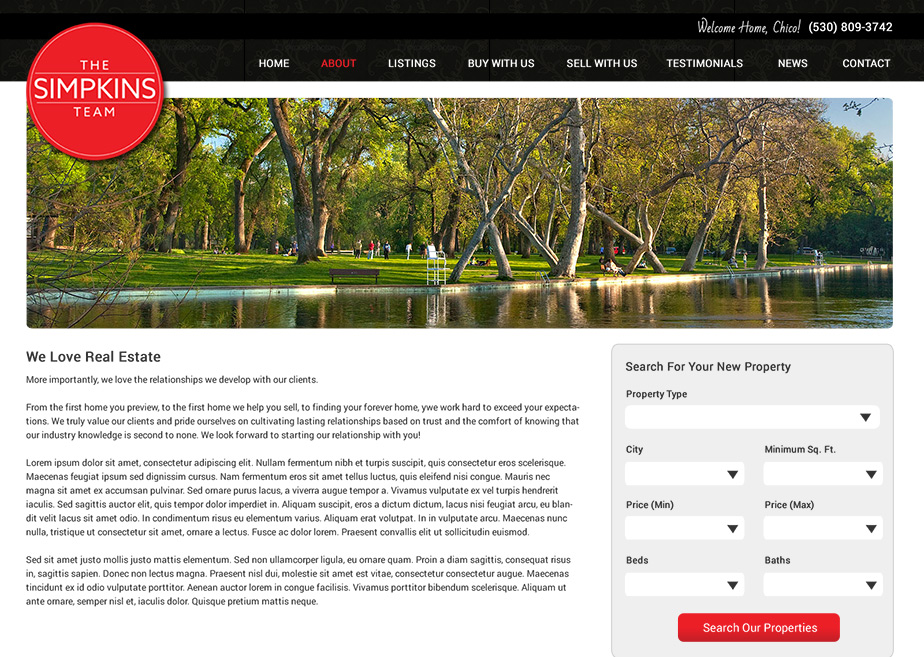 Welcome Home, Chico! (530) 809-3742
THE
SIMPKINS
TEAM
HOME ABOUT LISTINGS BUY WITH US SELL WITH US TESTIMONIALS NEWS CONTACT
We Love Real Estate
More importantly, we love the relationships we develop with our clients.
From the first home you preview, to the first home we help you sell, to finding your forever home, ywe work hard to exceed your expecta-
tions. We truly value our clients and pride ourselves on cultivating lasting relationships based on trust and the comfort of knowing that
our industry knowledge is second to none. We look forward to starting our relationship with you!
Lorem ipsum dolor sit amet, consectetur adipiscing elit. Nullam fermentum nibh et turpis suscipit, quis consectetur eros scelerisque.
Maecenas feugiat ipsum sed dignissim cursus. Nam fermentum eros sit amet tellus luctus, quis eleifend nisi congue. Mauris nec
magna sit amet ex accumsan pulvinar. Sed ornare purus lacus, a viverra augue tempor a. Vivamus vulputate ex vel turpis hendrerit
iaculis. Sed sagittis auctor elit, quis tempor dolor imperdiet in. Aliquam suscipit, eros a dictum dictum, lacus nisi feugiat arcu, eu blan-
dit velit lacus sit amet odio. In condimentum risus eu elementum varius. Aliquam erat volutpat. In in vulputate arcu. Maecenas nunc
nulla, tristique ut consectetur sit amet, ornare a lectus. Fusce ac dolor lorem. Praesent convallis elit ut sollicitudin euismod.
Sed sit amet justo mollis justo mattis elementum. Sed non ullamcorper ligula, eu ornare quam. Proin a diam sagittis, consequat risus
in, sagittis sapien. Donec non lectus magna. Praesent nisl dui, molestie sit amet est vitae, consectetur consectetur augue. Maecenas
tincidunt ex id odio vulputate porttitor. Aenean auctor lorem in congue facilisis. Vivamus porttitor bibendum scelerisque. Aliquam ut
ante ornare, semper nisl et, iaculis dolor. Quisque pretium mattis neque.
Search For Your New Property
Property Type
City Minimum Sq. Ft.
Price (Min) Price (Max)
Beds Baths
Search Our Properties